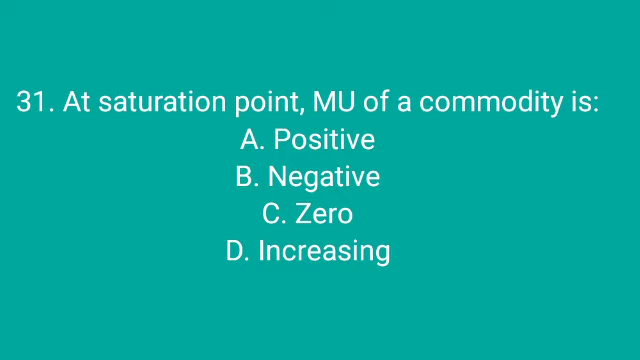 31. At saturation point, MU of a commodity is:
A. Positive
B. Negative
C. Zero
D. Increasing